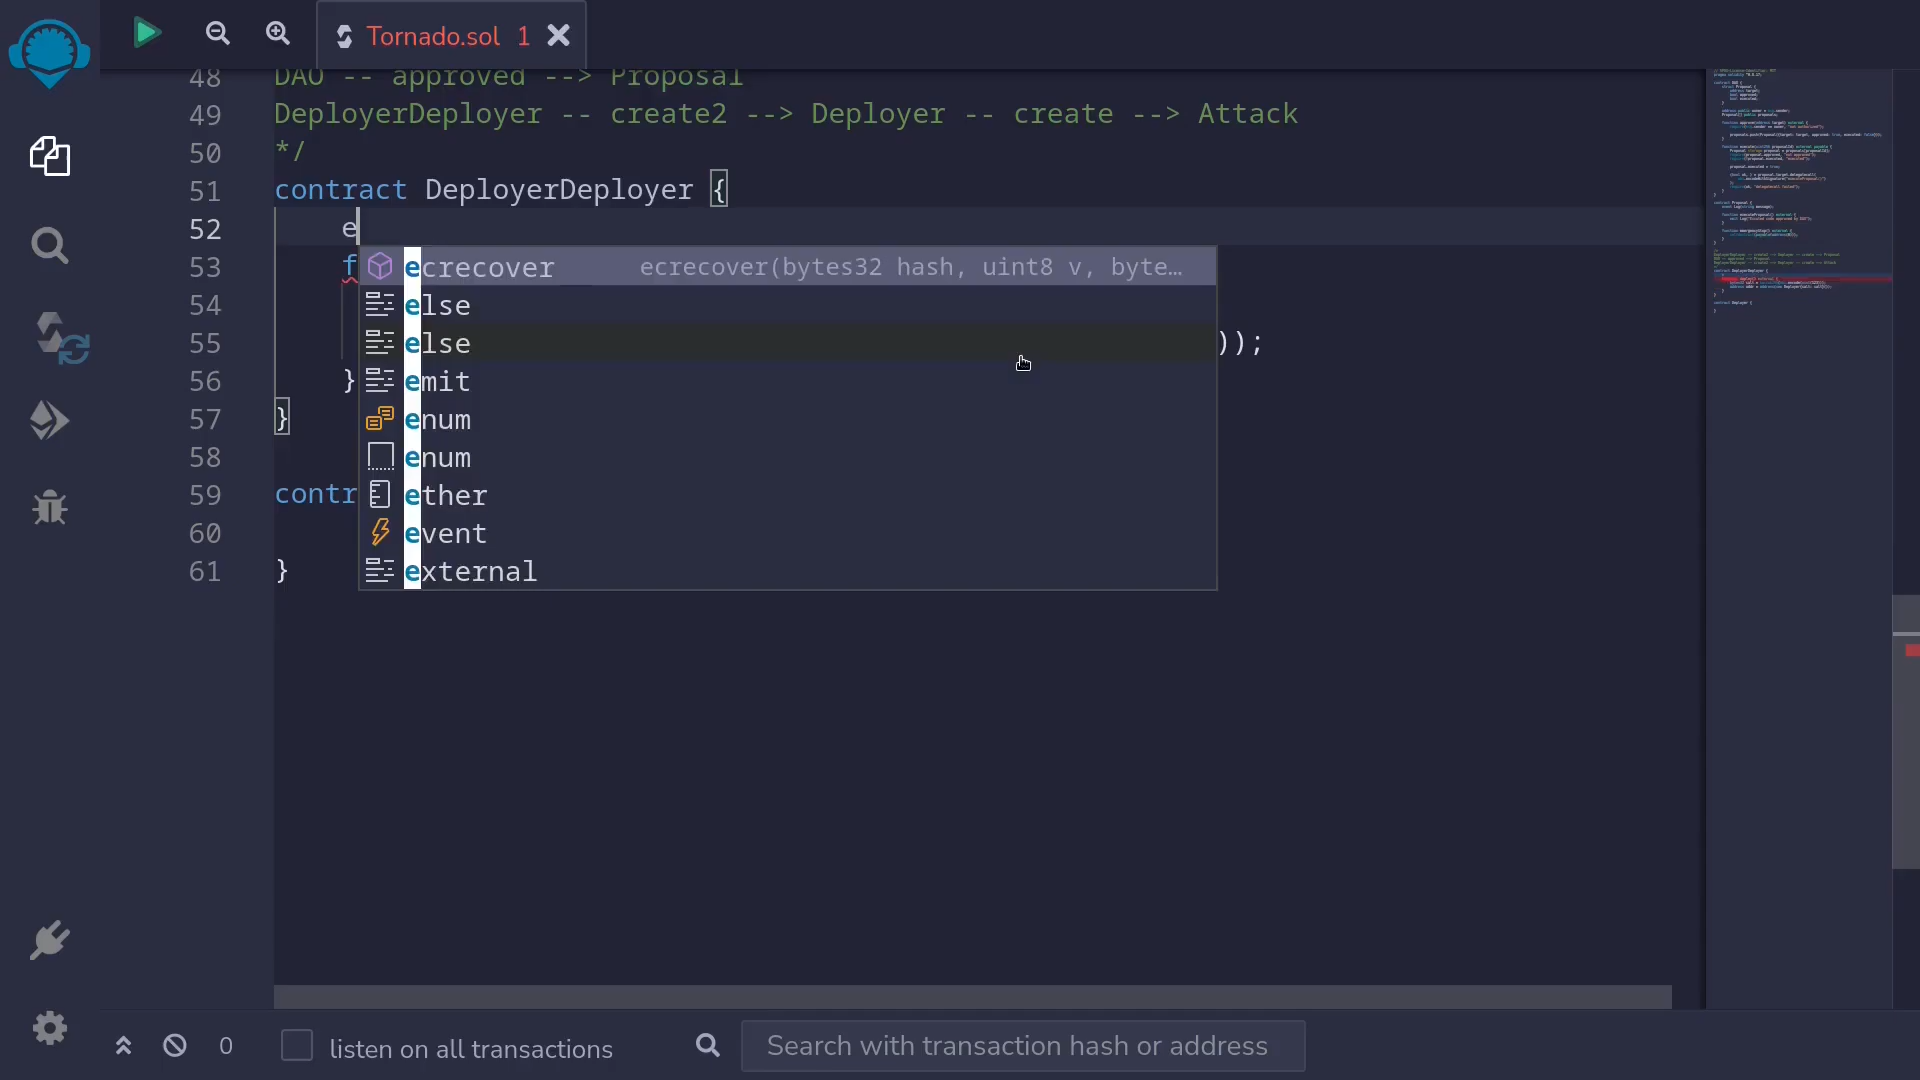 Tornado.sol 1
48 DAO -- approved --> Proposal
49 DeployerDeployer -- create2 --> Deployer -- create --> Attack
50 */
51 contract DeployerDeployer {
52 e
53 f
ecrecover ecrecover(bytes32 hash, uint8 v, byte…
54
else
55 ));
else
56 }
emit
57 }
enum
58
enum
59 contr
ether
60
event
61 }
external
0 listen on all transactions
Search with transaction hash or address